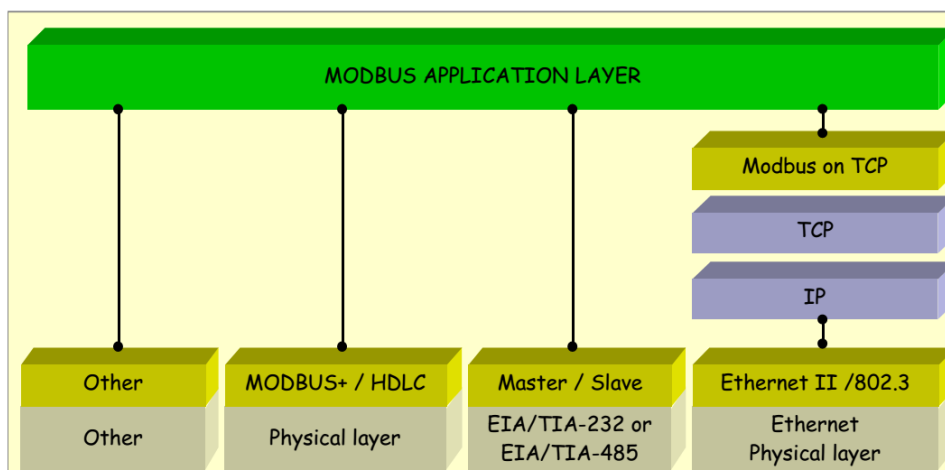 MODBUS APPLICATION LAYER
Modbus on TCP
TCP
IP
Other
MODBUS+ / HDLC
Master / Slave
Ethernet II /802.3
Other
Physical layer
EIA/TIA-232 or
EIA/TIA-485
Ethernet
Physical layer